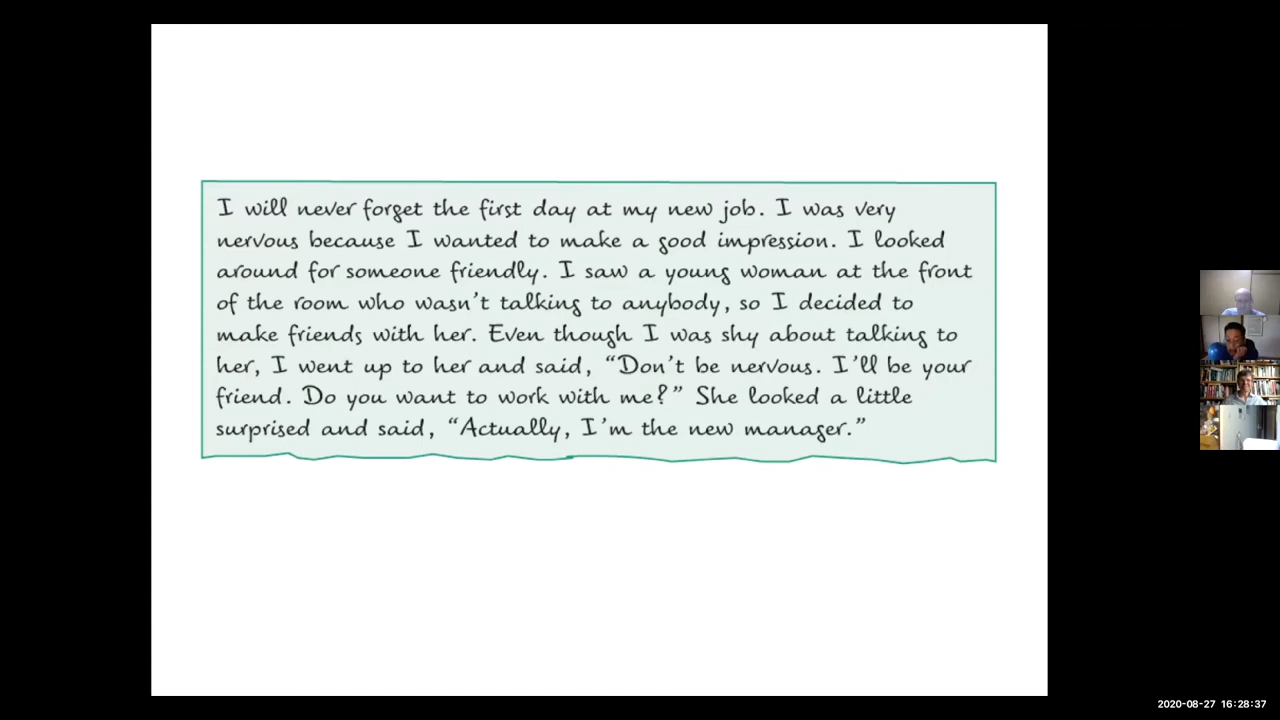 I will never forget the first day at my new job. I was very
nervous because I wanted to make a good impression. I looked
around for someone friendly. I saw a young woman at the front
of the room who wasn't talking to anybody, so I decided to
make friends with her. Even though I was shy about talking to
her, I went up to her and said, “Don't be nervous. I'll be your
friend. Do you want to work with me?” She looked a little
surprised and said, “Actually, I'm the new manager.”
2020-08-27 16:28:37